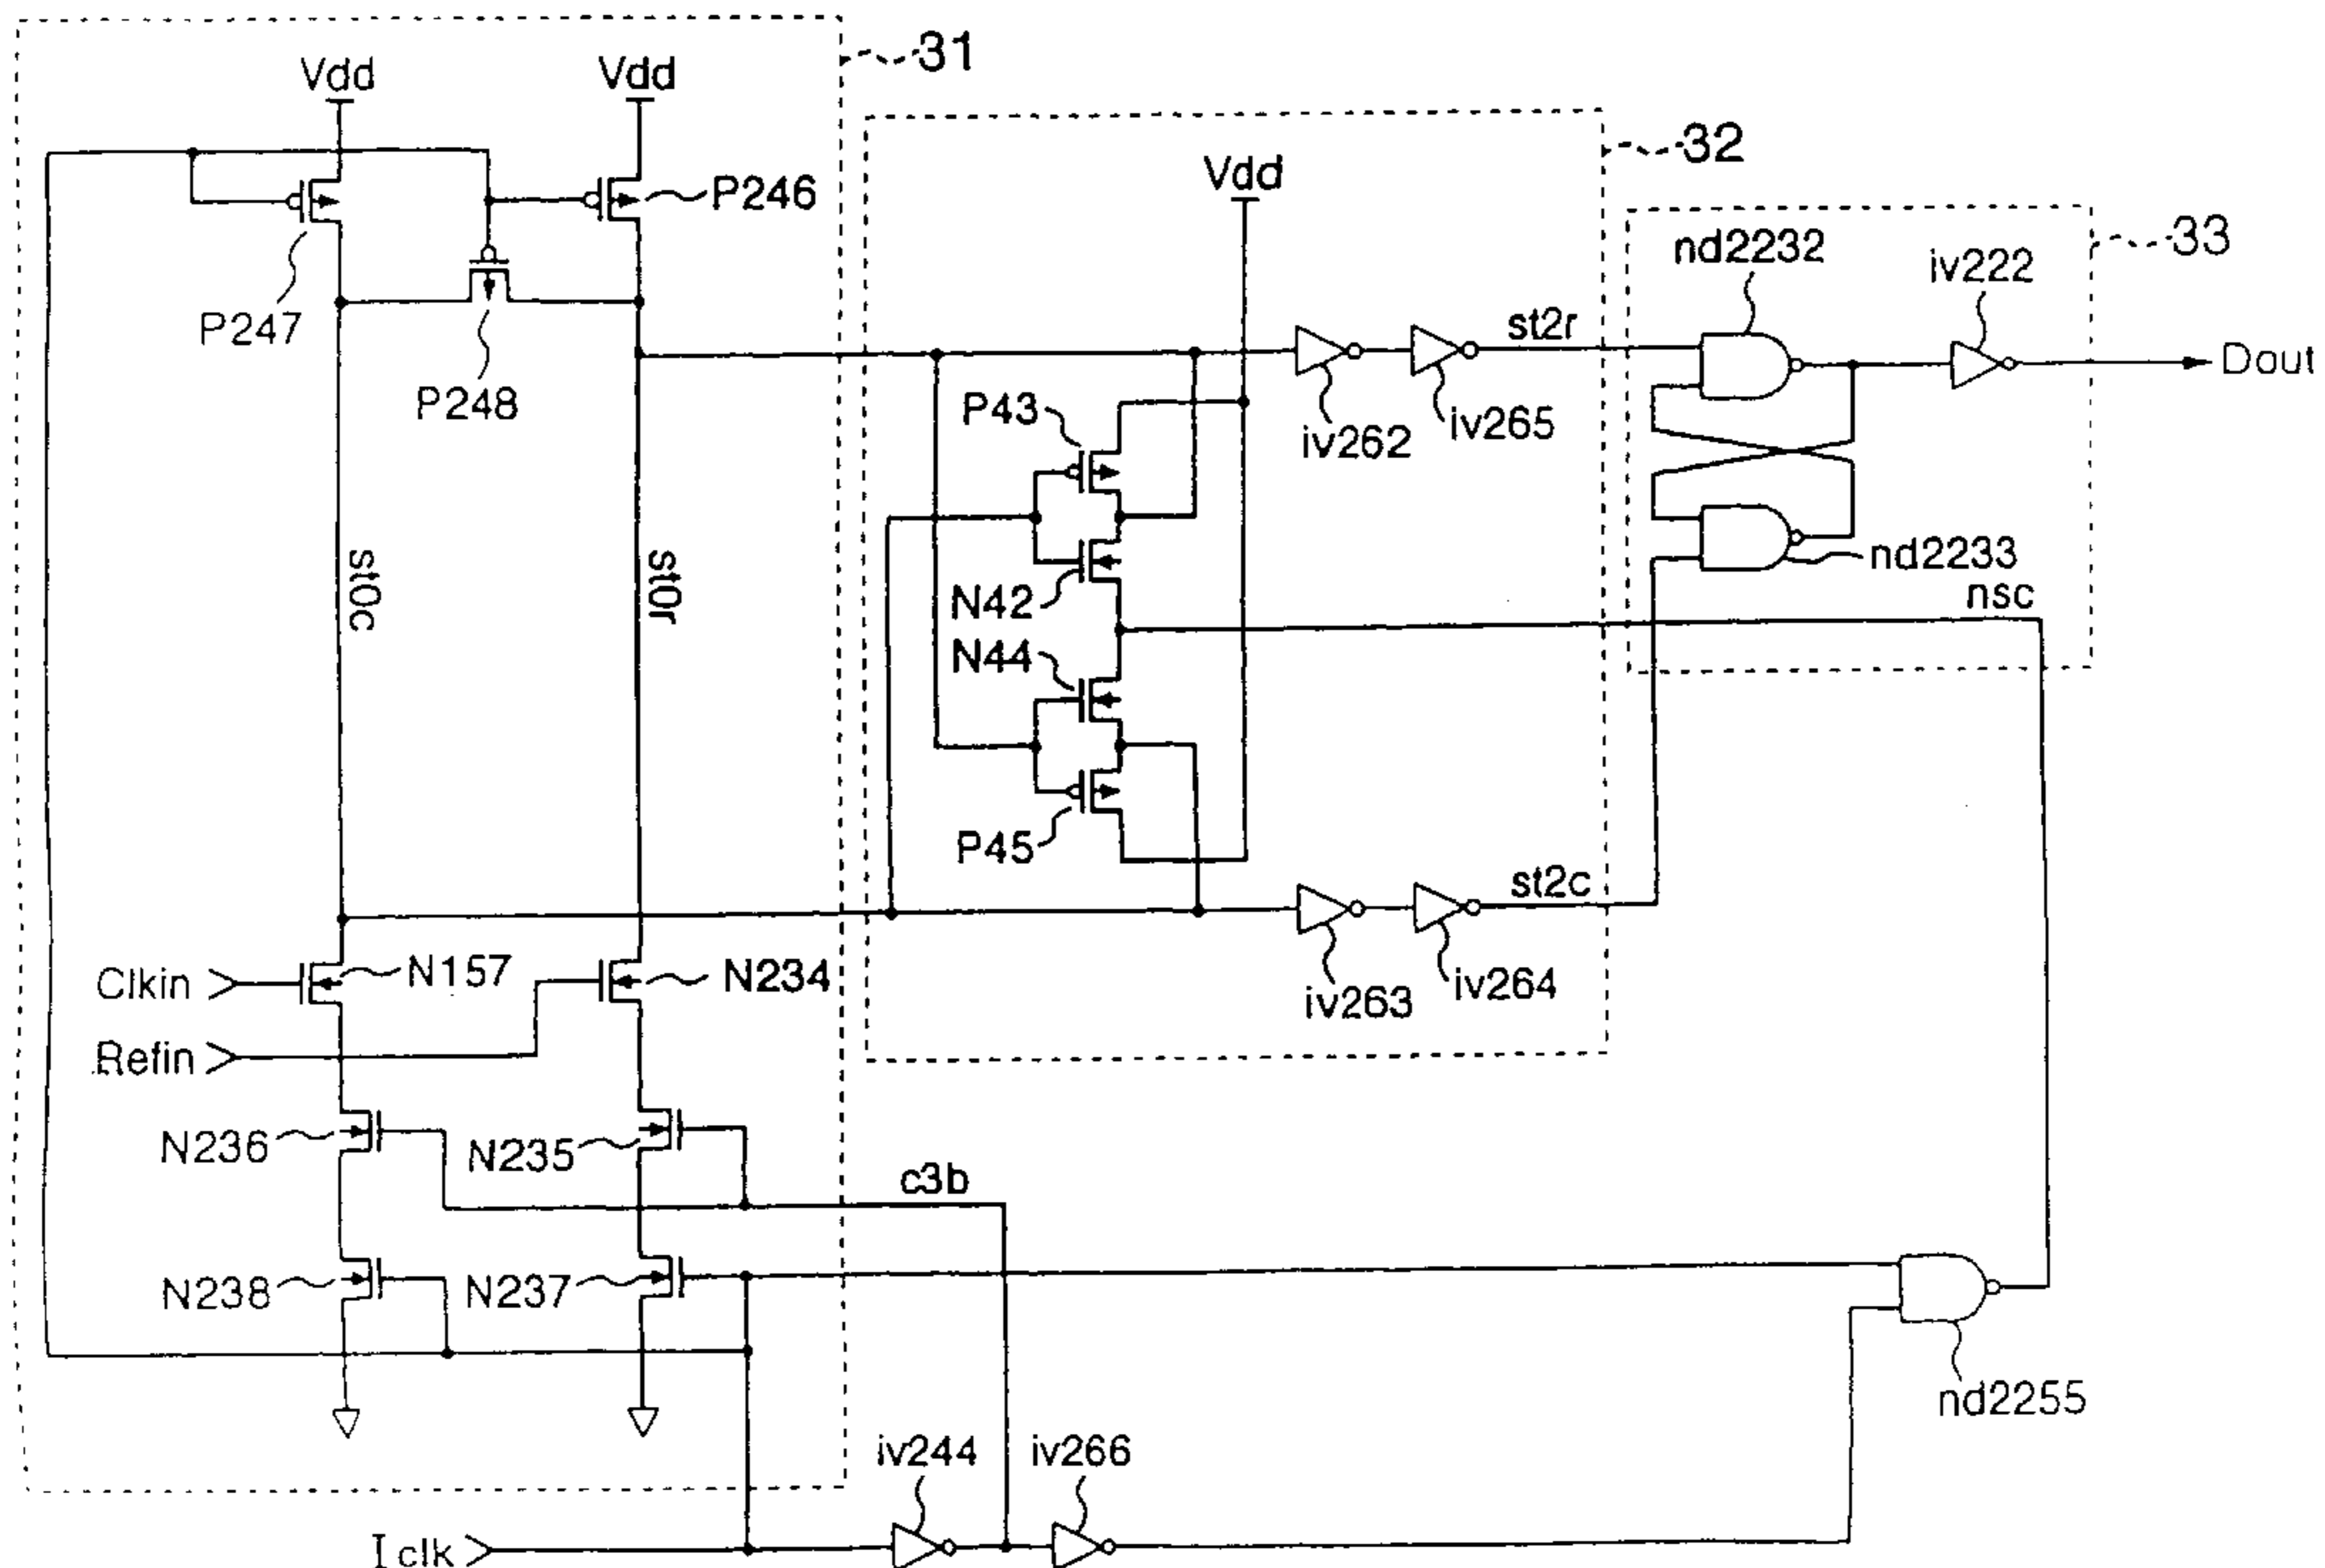 31
Vdd
Vdd
32
P246
Vdd
33
nd2232
iv222
P247
st2r
Dout
P248
P43
iv262
iv265
st0c
st0r
nd2233
N42
nsc
N44
P45
st2c
Clkin
N157
N234
iv263
iv264
Refin
N236
N235
c3b
N238
N237
nd2255
iv244
iv266
Iclk